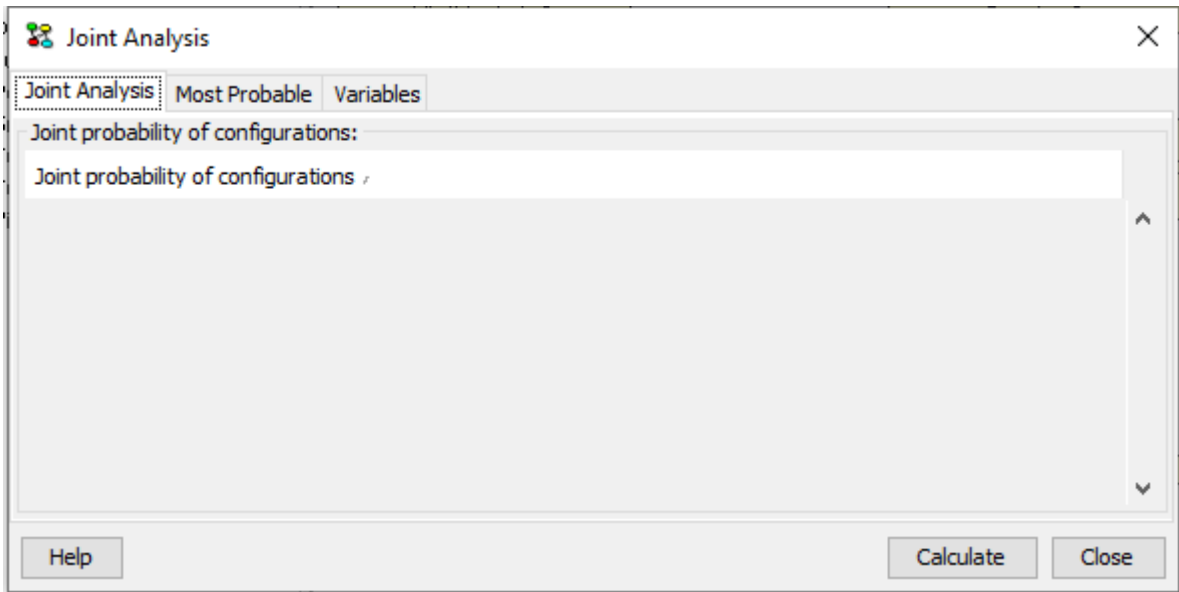 Joint Analysis
Joint Analysis Most Probable Variables
Joint probability of configurations:
Joint probability of configurations
Help Calculate Close